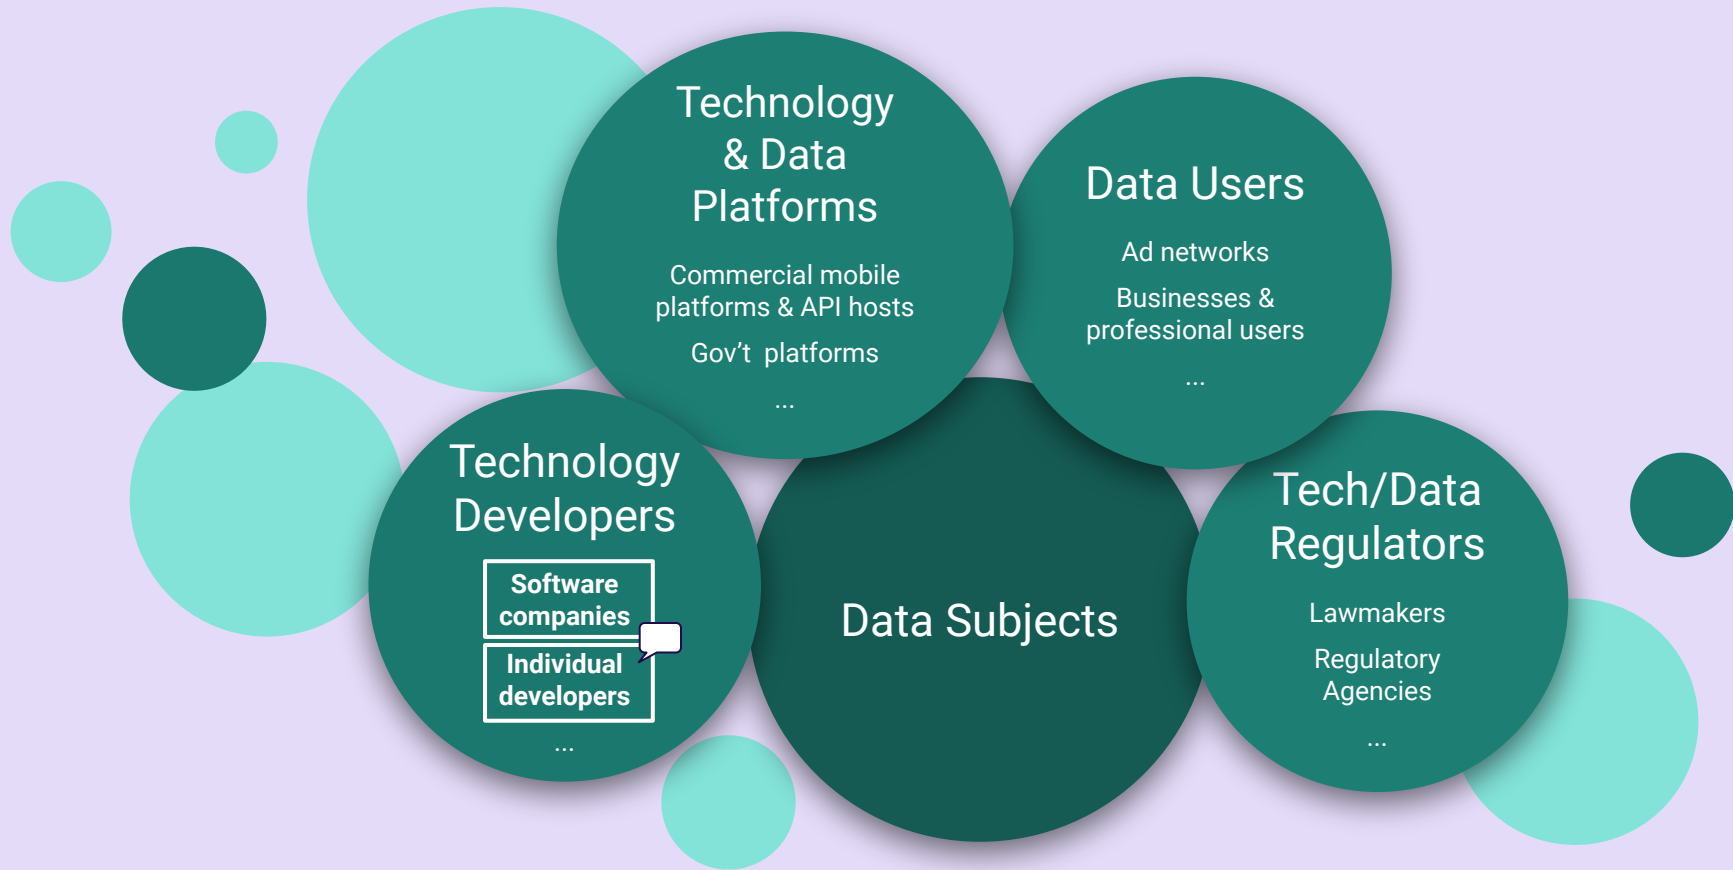 Technology
& Data
Platforms
Commercial mobile
platforms & API hosts
Gov’t platforms
...
Data Users
Ad networks
Businesses &
professional users
...
Technology
Developers
Software
companies
Individual
developers
...
Data Subjects
Tech/Data
Regulators
Lawmakers
Regulatory
Agencies
...